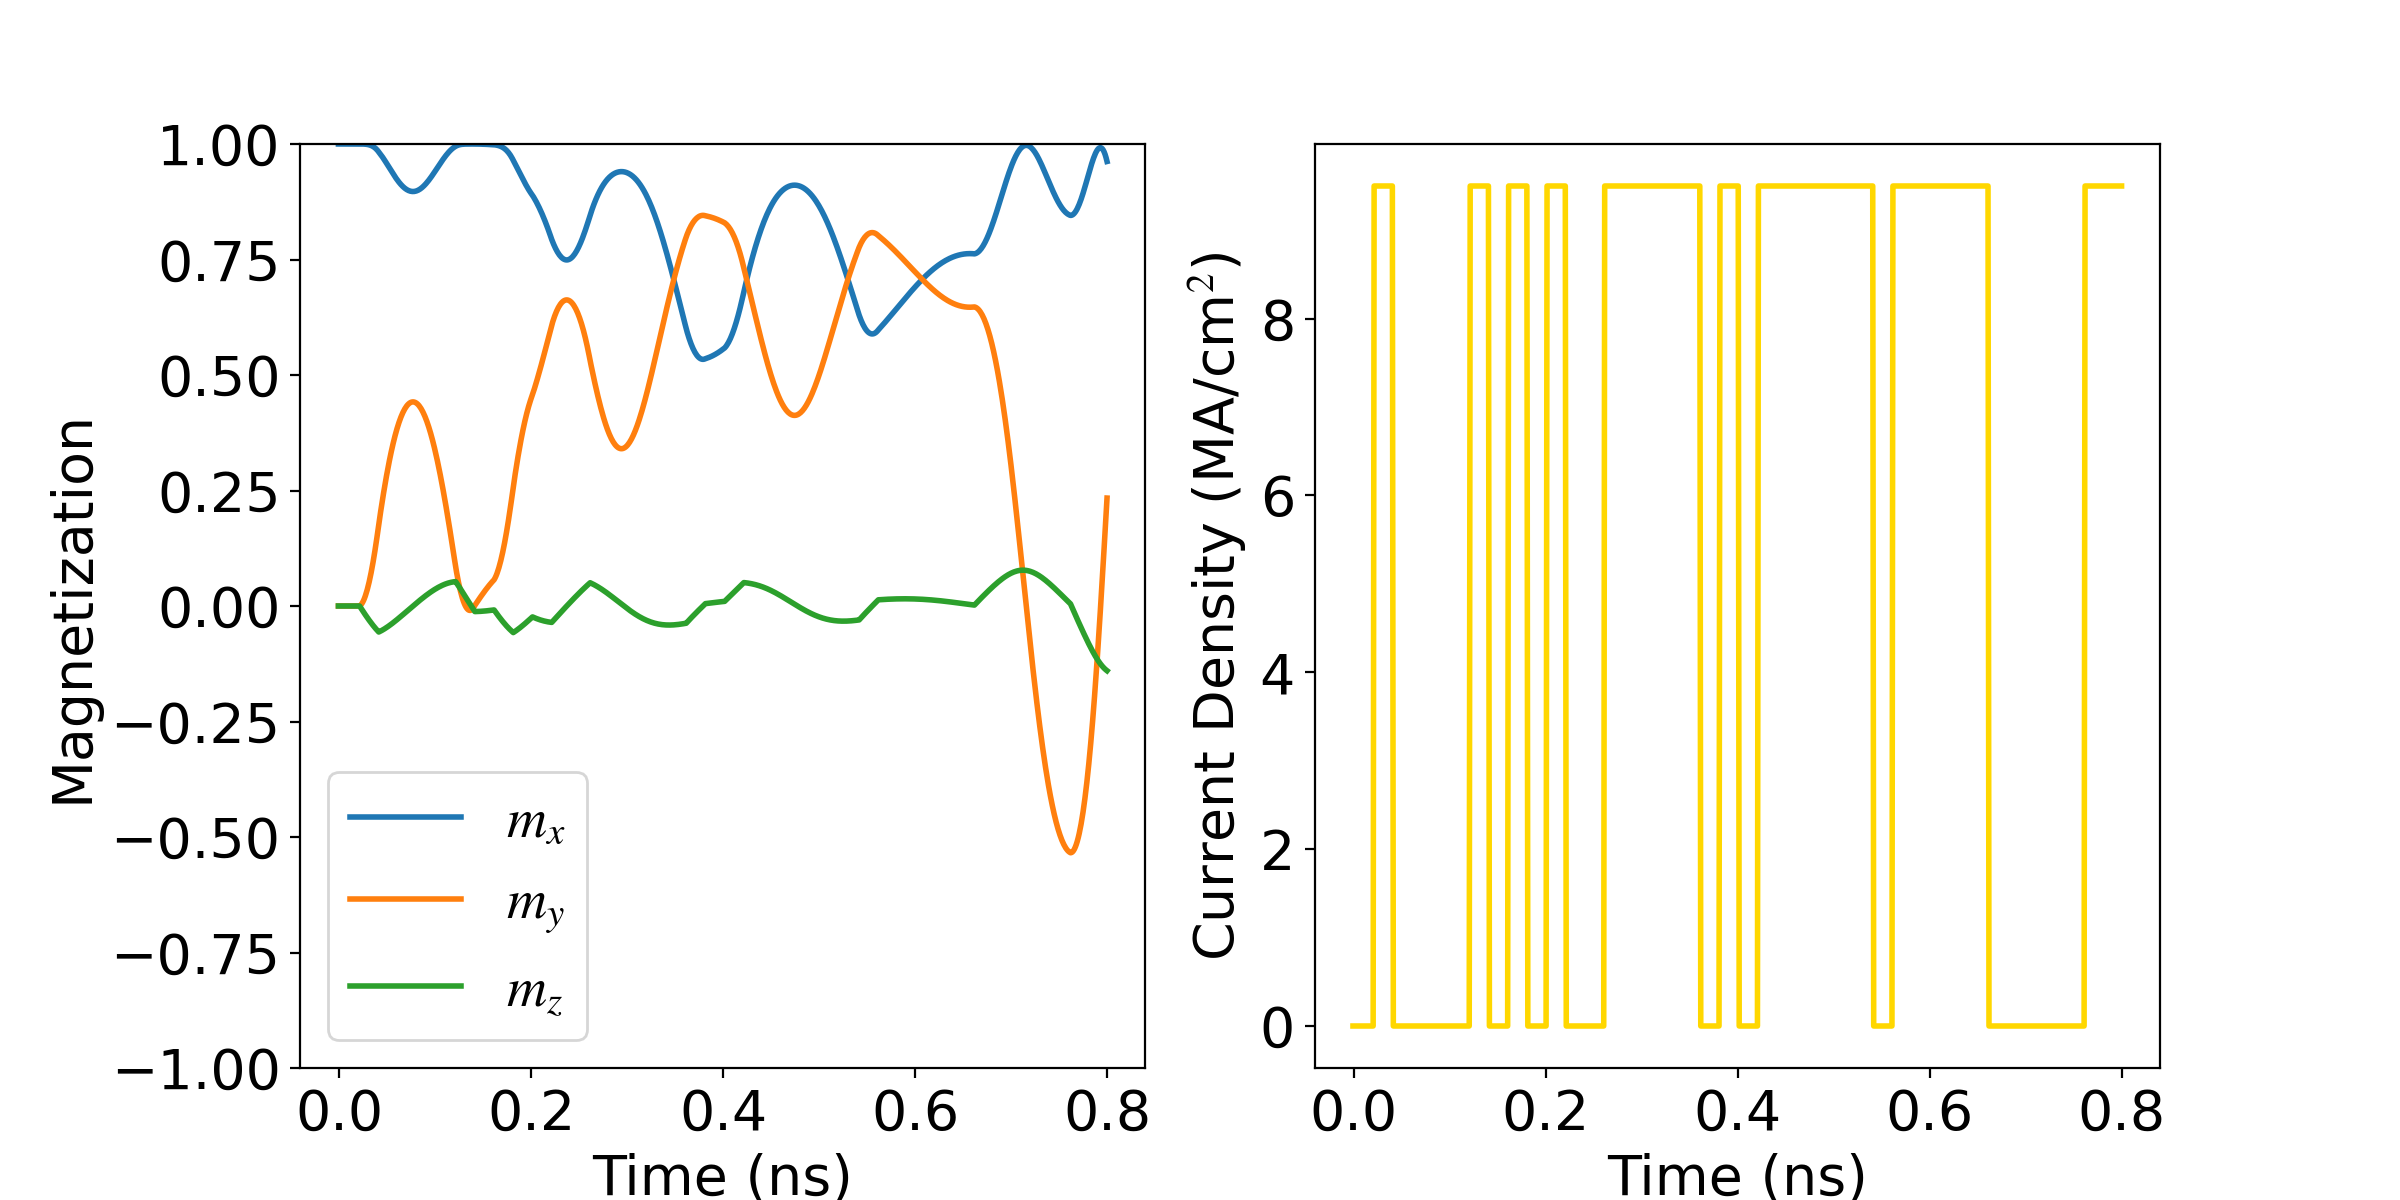 Magnetization
1.00
0.75
0.50
0.25
0.00
−0.25
−0.50
−0.75
−1.00
m_x
m_y
m_z
0.0 0.2 0.4 0.6 0.8
Time (ns)
Current Density (MA/cm²)
8
6
4
2
0
0.0 0.2 0.4 0.6 0.8
Time (ns)